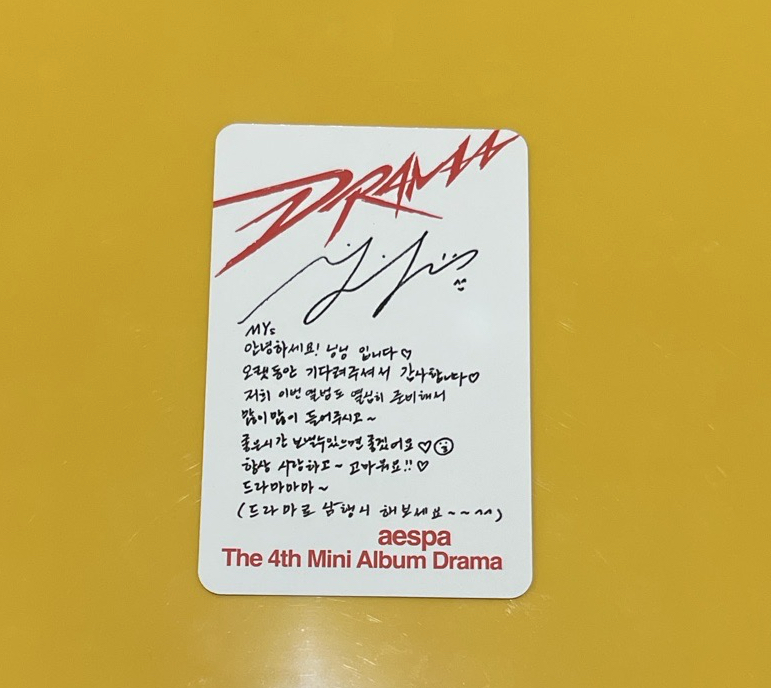 DRAMA
MYs
안녕하세요! 닝닝 입니다♡
오랫동안 기다려주셔서 감사합니다♡
저희 이번 앨범도 열심히 준비해서
많이많이 들어주시고~
좋은시간 보낼수있으면 좋겠어요♡☺
항상 사랑하고~ 고마워요!!♡
드라마마마~
(드라마로 삼행시 해보세요~~^^)
aespa
The 4th Mini Album Drama